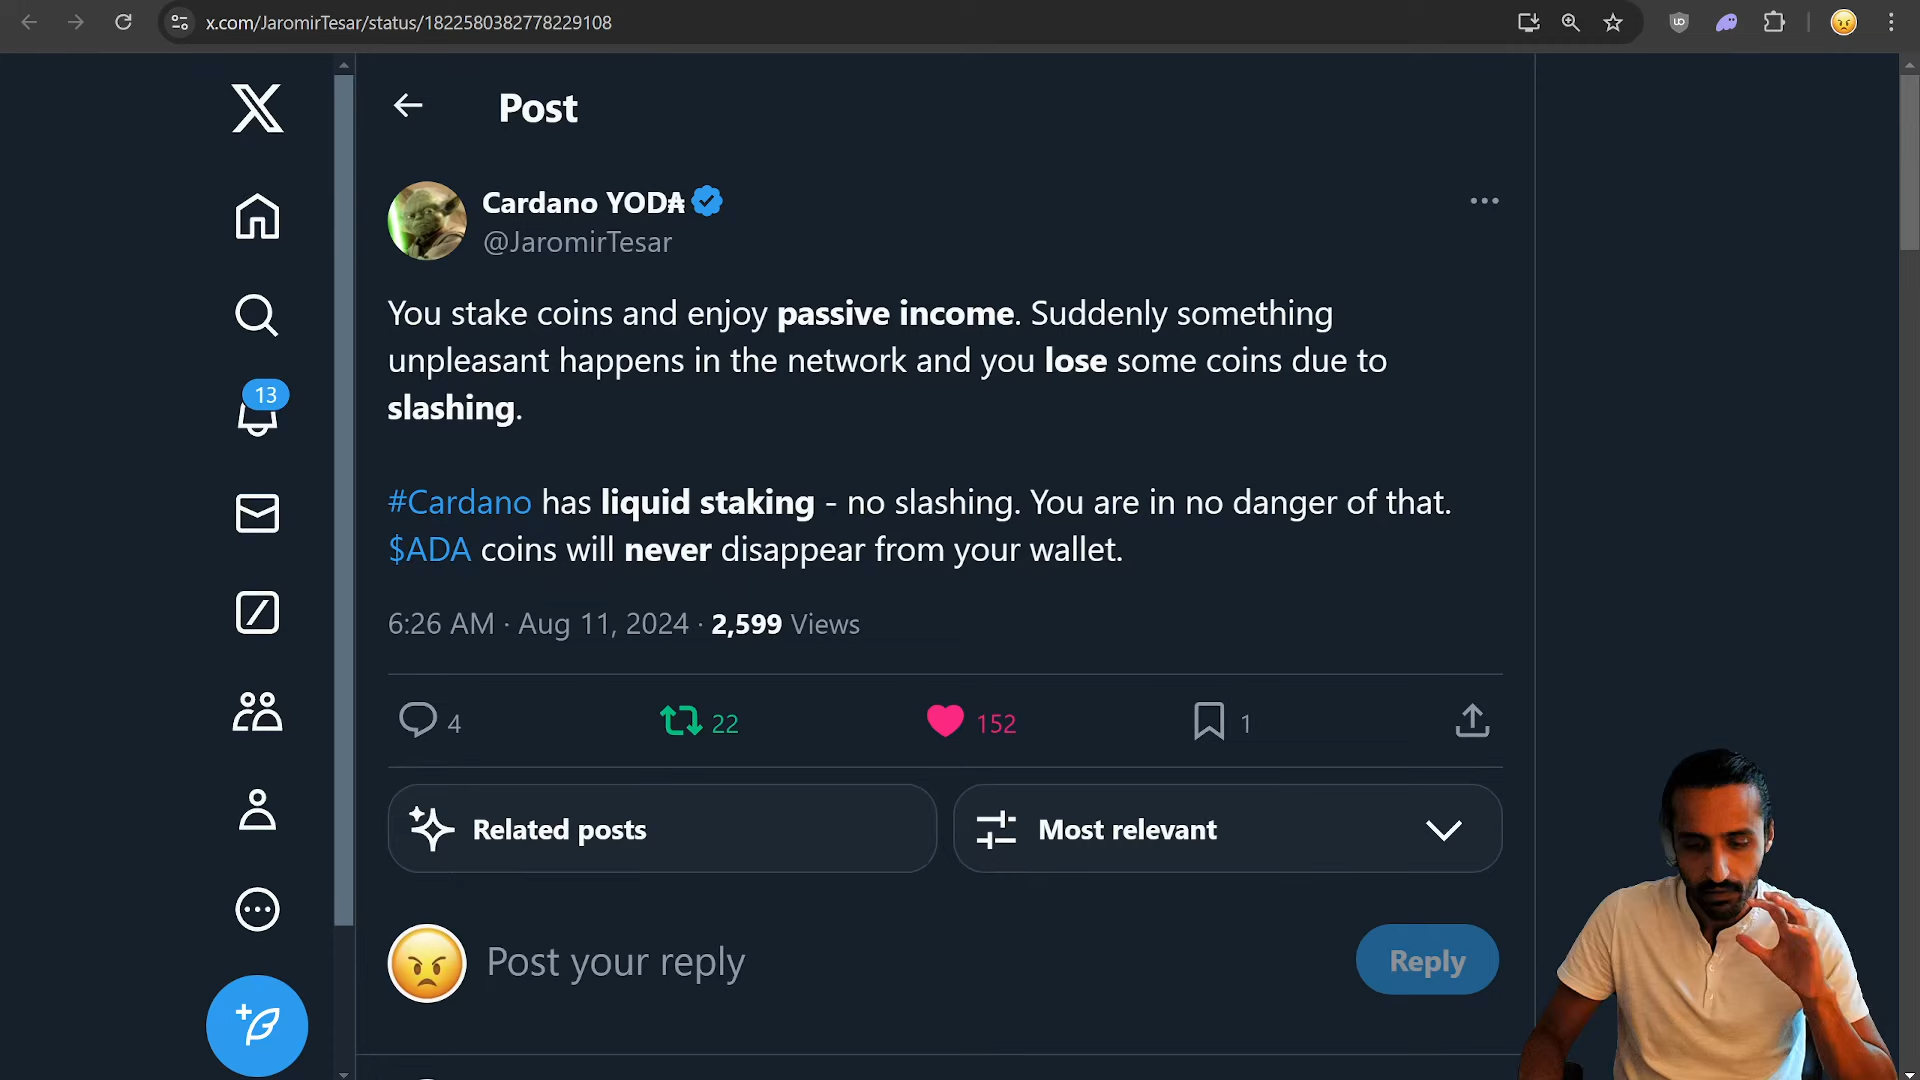 x.com/JaromirTesar/status/1822580382778229108
Post
Cardano YOD₳
@JaromirTesar
You stake coins and enjoy passive income. Suddenly something
unpleasant happens in the network and you lose some coins due to
slashing.
#Cardano has liquid staking - no slashing. You are in no danger of that.
$ADA coins will never disappear from your wallet.
6:26 AM · Aug 11, 2024 · 2,599 Views
4 22 152 1
Related posts Most relevant
Post your reply Reply
13